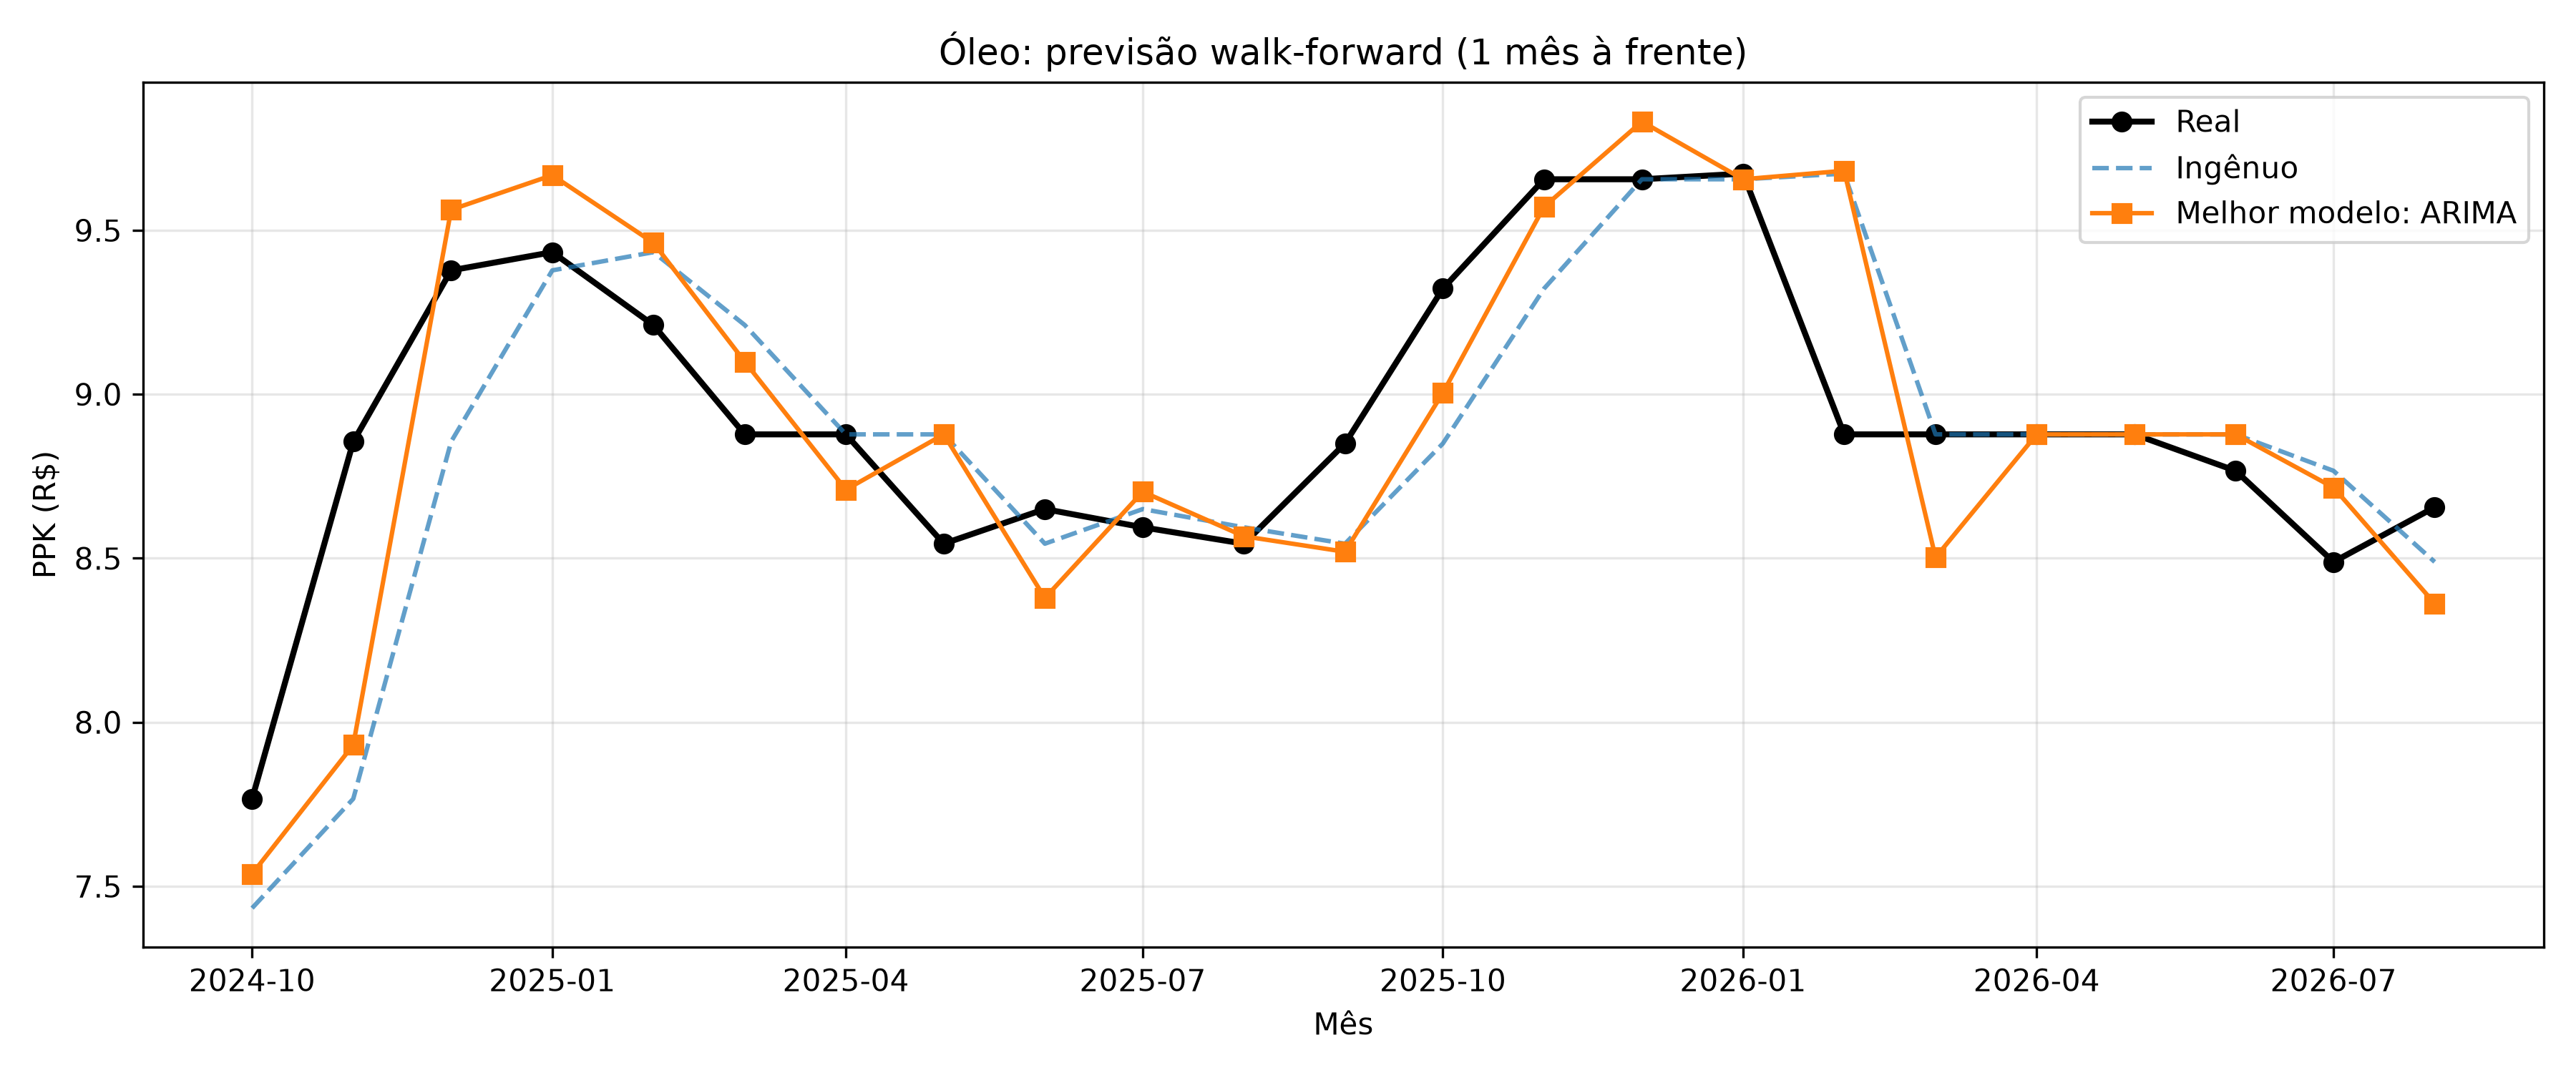 Óleo: previsão walk-forward (1 mês à frente)
Real
Ingênuo
Melhor modelo: ARIMA
PPK (R$)
9.5
9.0
8.5
8.0
7.5
2024-10 2025-01 2025-04 2025-07 2025-10 2026-01 2026-04 2026-07
Mês